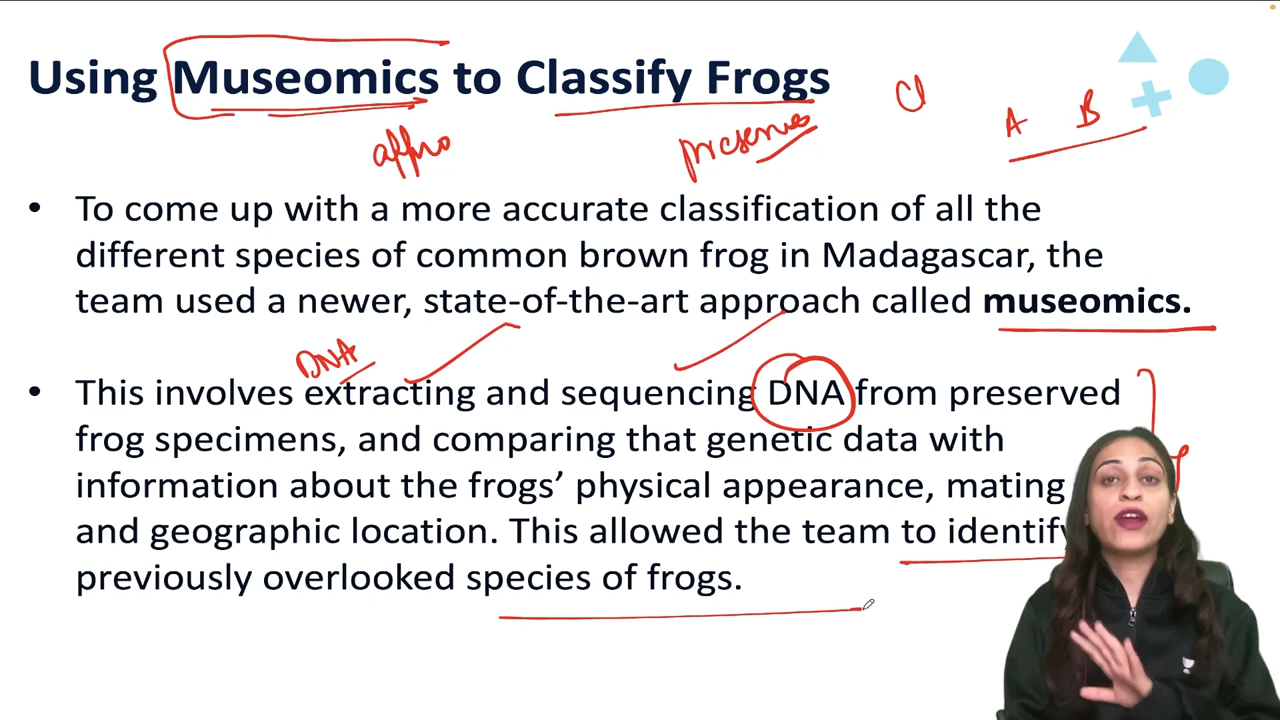 Using Museomics to Classify Frogs
A B
appro
preserves
• To come up with a more accurate classification of all the
different species of common brown frog in Madagascar, the
team used a newer, state-of-the-art approach called museomics.
DNA
• This involves extracting and sequencing DNA from preserved
frog specimens, and comparing that genetic data with
information about the frogs’ physical appearance, mating
and geographic location. This allowed the team to identify
previously overlooked species of frogs.